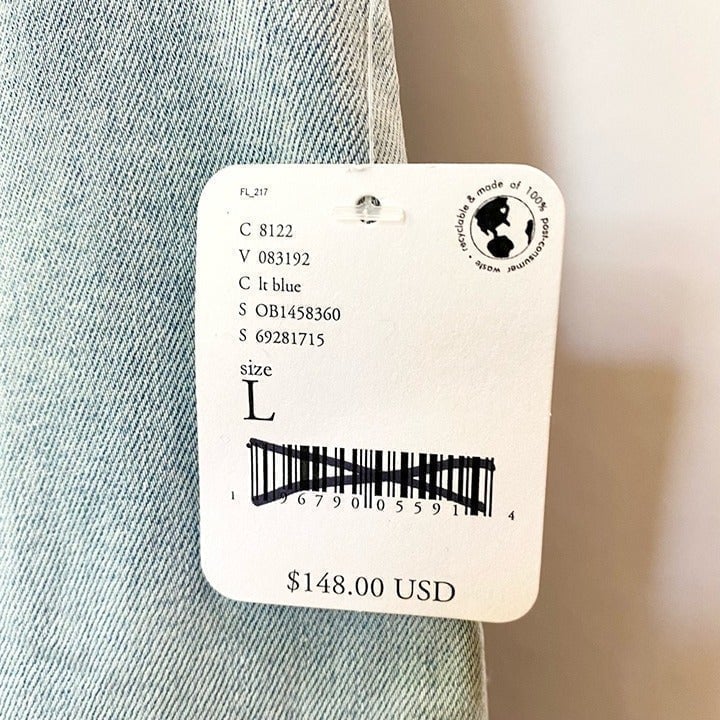 FL_217
recyclable & made of 100% post-consumer waste •
C 8122
V 083192
C lt blue
S OB1458360
S 69281715
size
L
1 96790 05591 4
$148.00 USD